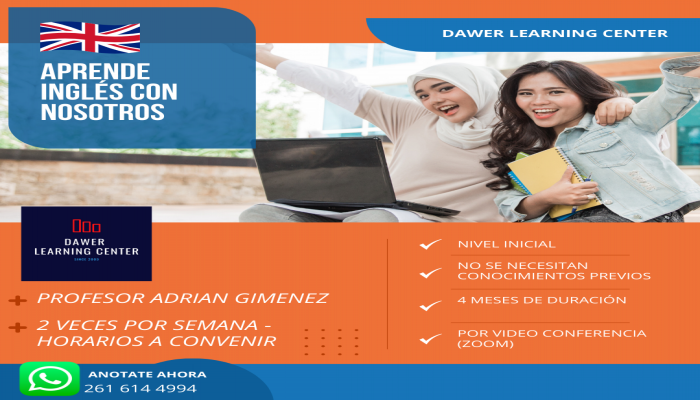 DAWER LEARNING CENTER
APRENDE
INGLÉS CON
NOSOTROS
DAWER
LEARNING CENTER
PROFESOR ADRIAN GIMENEZ
2 VECES POR SEMANA -
HORARIOS A CONVENIR
NIVEL INICIAL
NO SE NECESITAN
CONOCIMIENTOS PREVIOS
4 MESES DE DURACIÓN
POR VIDEO CONFERENCIA
(ZOOM)
ANOTATE AHORA
261 614 4994